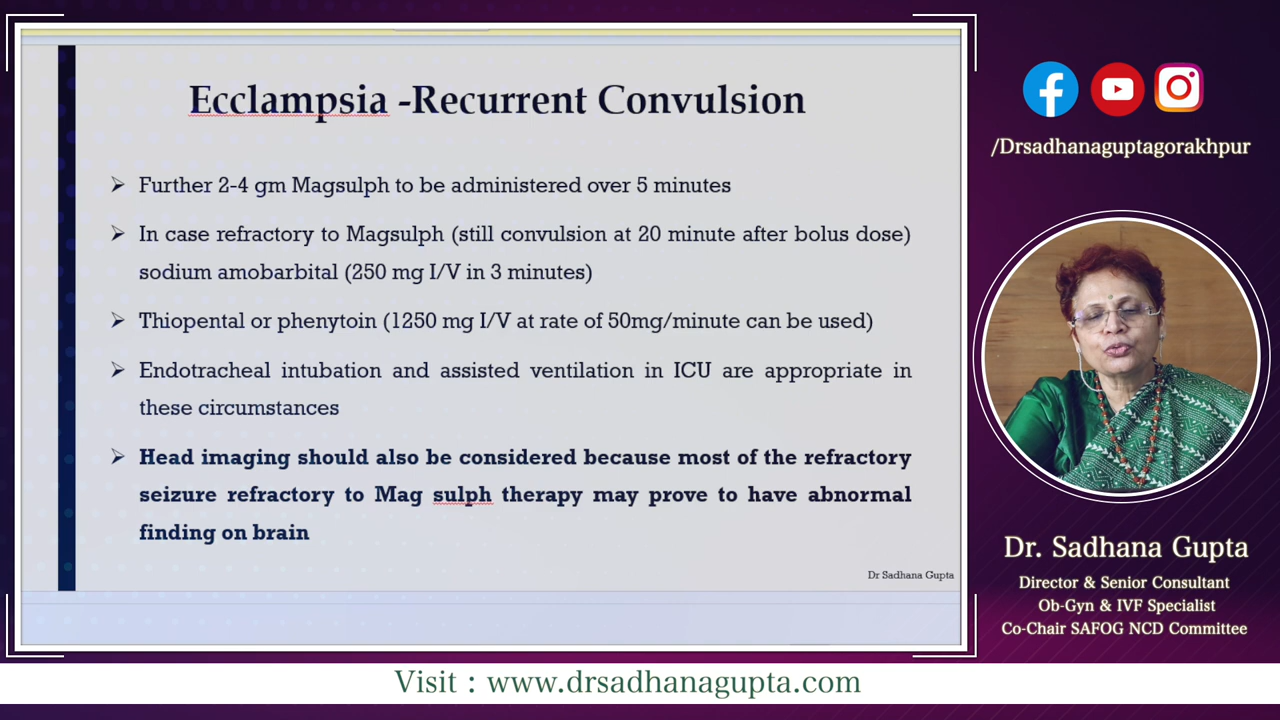 Ecclampsia -Recurrent Convulsion
➢ Further 2-4 gm Magsulph to be administered over 5 minutes
➢ In case refractory to Magsulph (still convulsion at 20 minute after bolus dose)
sodium amobarbital (250 mg I/V in 3 minutes)
➢ Thiopental or phenytoin (1250 mg I/V at rate of 50mg/minute can be used)
➢ Endotracheal intubation and assisted ventilation in ICU are appropriate in
these circumstances
➢ Head imaging should also be considered because most of the refractory
seizure refractory to Mag sulph therapy may prove to have abnormal
finding on brain
Dr Sadhana Gupta
/Drsadhanaguptagorakhpur
Dr. Sadhana Gupta
Director & Senior Consultant
Ob-Gyn & IVF Specialist
Co-Chair SAFOG NCD Committee
Visit : www.drsadhanagupta.com